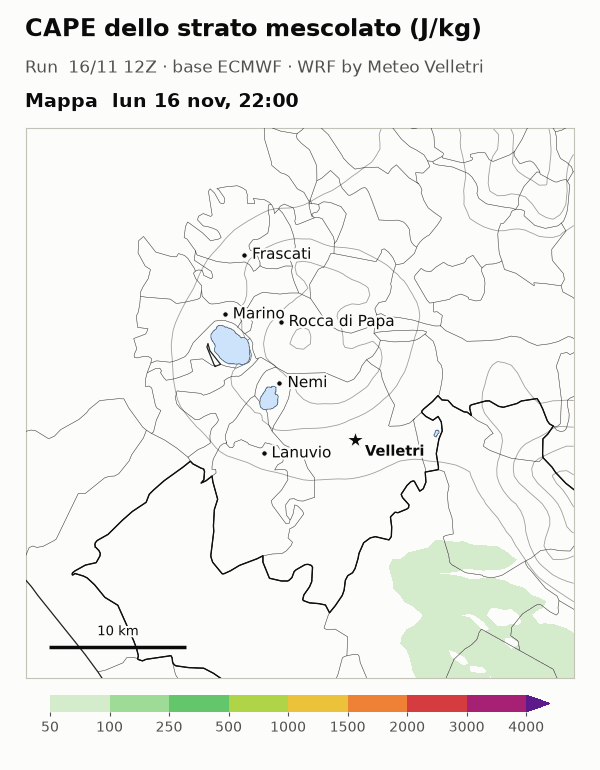 CAPE dello strato mescolato (J/kg)
Run  16/11 12Z · base ECMWF · WRF by Meteo Velletri
Mappa  lun 16 nov, 22:00
Frascati
Marino
Rocca di Papa
Nemi
Velletri
Lanuvio
10 km
50 100 250 500 1000 1500 2000 3000 4000